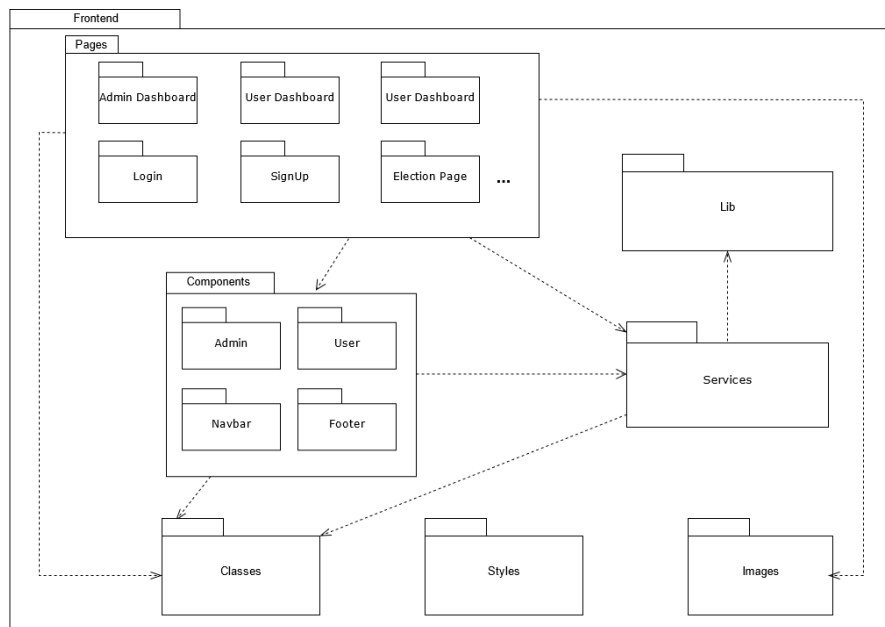 Frontend
Pages
Admin Dashboard
User Dashboard
User Dashboard
Login
SignUp
Election Page
...
Lib
Components
Admin
User
Services
Navbar
Footer
Classes
Styles
Images